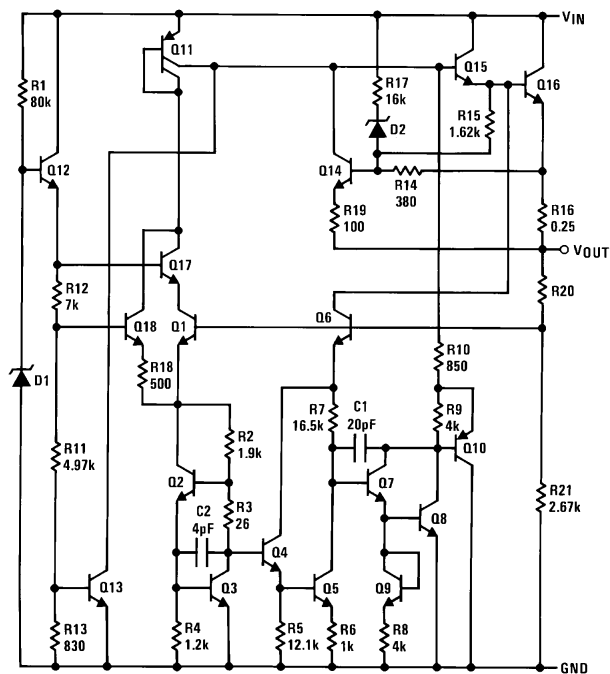 VIN
Q11
R1
80k
R17
16k
Q15
Q16
R15
1.62k
D2
Q12
Q14
R14
380
R19
100
R16
0.25
VOUT
Q17
R12
7k
R20
Q18
Q1
Q6
R18
500
R10
850
D1
R7
16.5k
C1
20pF
R9
4k
Q10
R11
4.97k
R2
1.9k
Q2
Q7
R3
26
C2
4pF
Q8
R21
2.67k
Q4
Q13
Q3
Q5
Q9
R13
830
R4
1.2k
R5
12.1k
R6
1k
R8
4k
GND